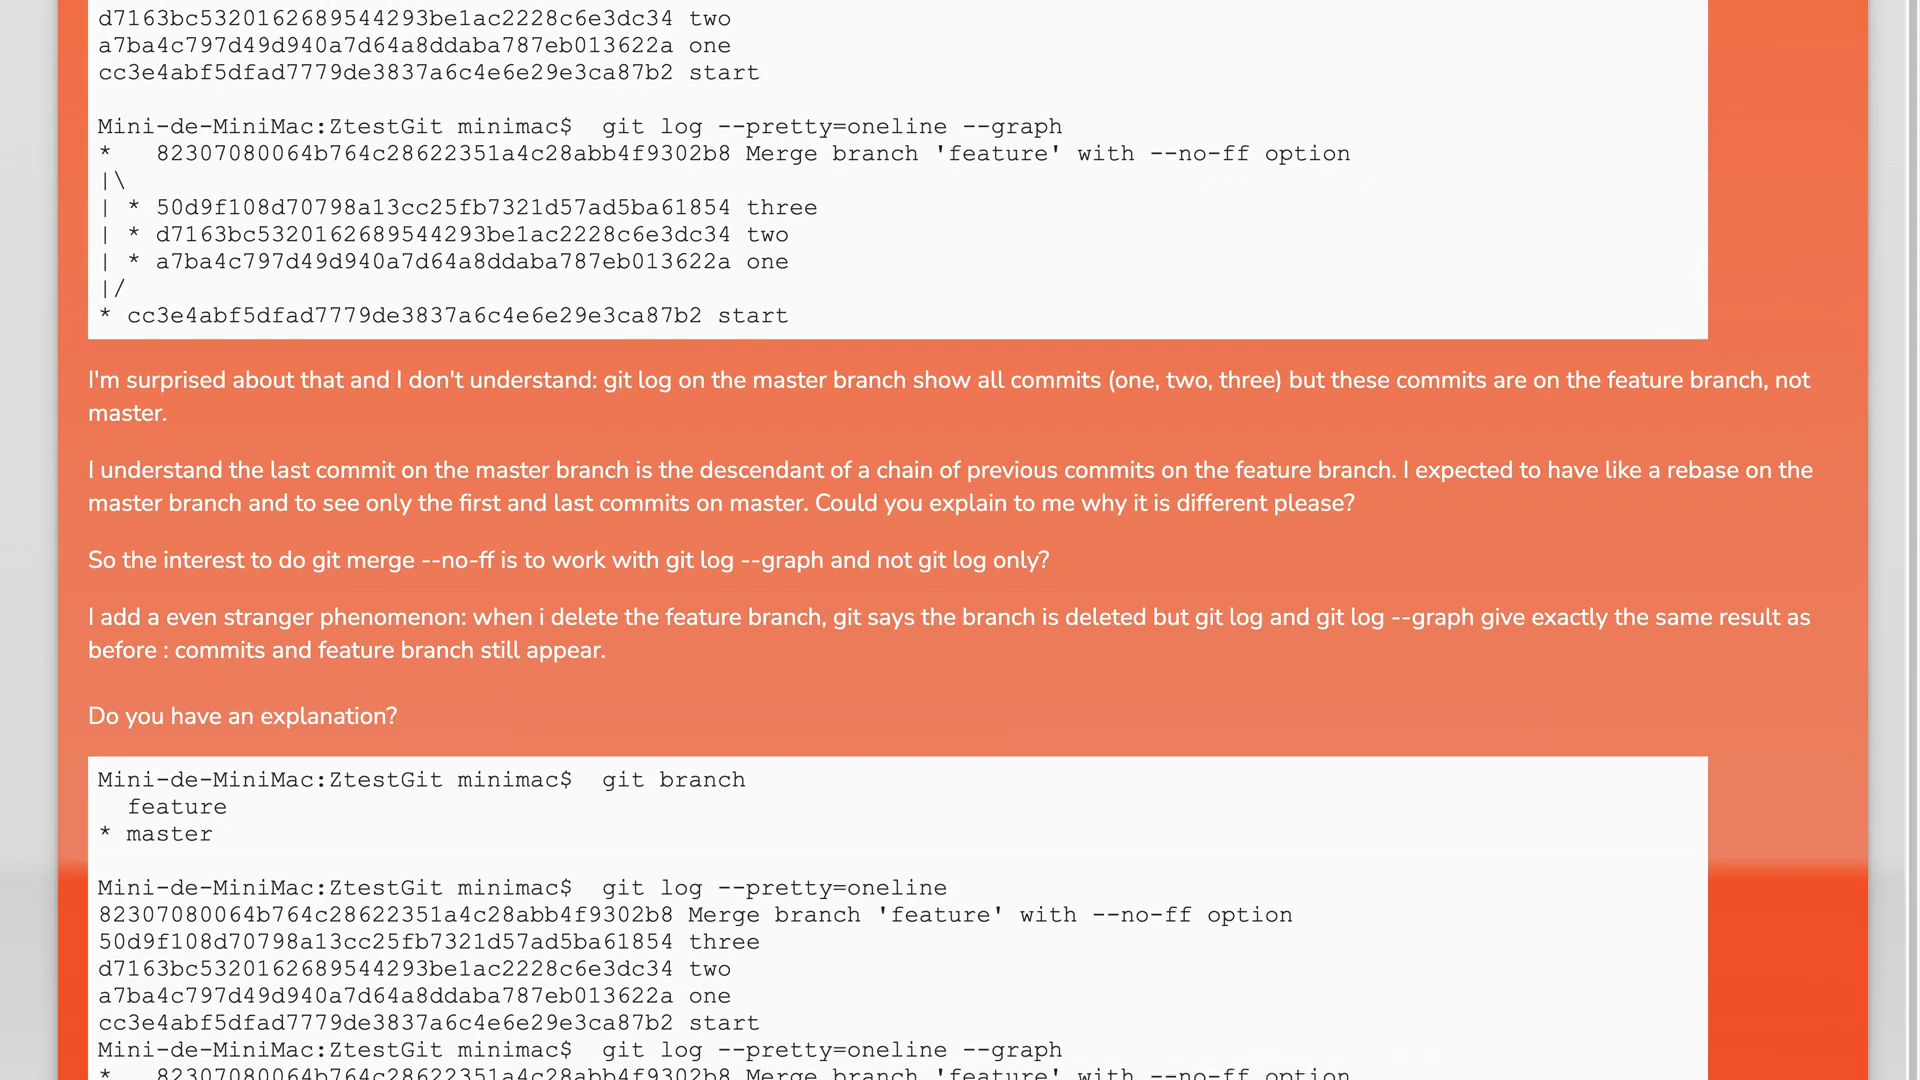 d7163bc5320162689544293be1ac2228c6e3dc34 two
a7ba4c797d49d940a7d64a8ddaba787eb013622a one
cc3e4abf5dfad7779de3837a6c4e6e29e3ca87b2 start
Mini-de-MiniMac:ZtestGit minimac$  git log --pretty=oneline --graph
*   82307080064b764c28622351a4c28abb4f9302b8 Merge branch 'feature' with --no-ff option
|\
| * 50d9f108d70798a13cc25fb7321d57ad5ba61854 three
| * d7163bc5320162689544293be1ac2228c6e3dc34 two
| * a7ba4c797d49d940a7d64a8ddaba787eb013622a one
|/
* cc3e4abf5dfad7779de3837a6c4e6e29e3ca87b2 start
I'm surprised about that and I don't understand: git log on the master branch show all commits (one, two, three) but these commits are on the feature branch, not
master.
I understand the last commit on the master branch is the descendant of a chain of previous commits on the feature branch. I expected to have like a rebase on the
master branch and to see only the first and last commits on master. Could you explain to me why it is different please?
So the interest to do git merge --no-ff is to work with git log --graph and not git log only?
I add a even stranger phenomenon: when i delete the feature branch, git says the branch is deleted but git log and git log --graph give exactly the same result as
before : commits and feature branch still appear.
Do you have an explanation?
Mini-de-MiniMac:ZtestGit minimac$  git branch
  feature
* master
Mini-de-MiniMac:ZtestGit minimac$  git log --pretty=oneline
82307080064b764c28622351a4c28abb4f9302b8 Merge branch 'feature' with --no-ff option
50d9f108d70798a13cc25fb7321d57ad5ba61854 three
d7163bc5320162689544293be1ac2228c6e3dc34 two
a7ba4c797d49d940a7d64a8ddaba787eb013622a one
cc3e4abf5dfad7779de3837a6c4e6e29e3ca87b2 start
Mini-de-MiniMac:ZtestGit minimac$  git log --pretty=oneline --graph
*   82307080064b764c28622351a4c28abb4f9302b8 Merge branch 'feature' with --no-ff option